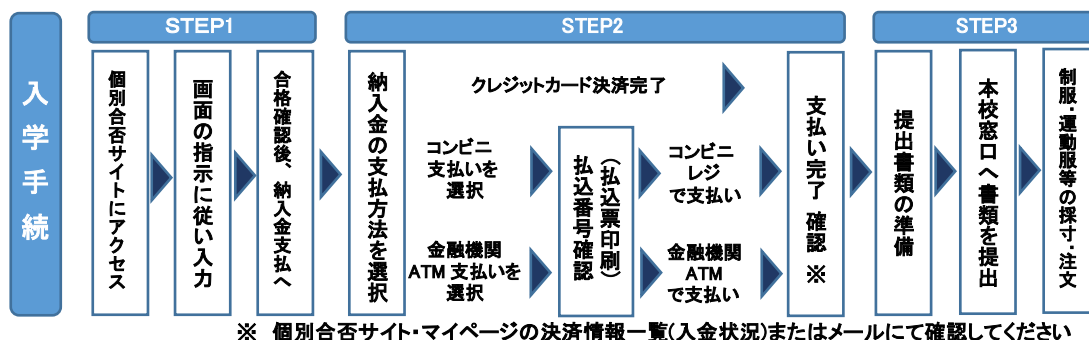 入学手続
STEP1
個別合否サイトにアクセス
画面の指示に従い入力
合格確認後、納入金支払へ
STEP2
納入金の支払方法を選択
クレジットカード決済完了
コンビニ
支払いを
選択
金融機関
ATM 支払いを
選択
払込番号確認
（払込票印刷）
コンビニ
レジ
で支払い
金融機関
ATM
で支払い
支払い完了 確認 ※
STEP3
提出書類の準備
本校窓口へ書類を提出
制服・運動服等の採寸・注文
※ 個別合否サイト・マイページの決済情報一覧(入金状況)またはメールにて確認してください